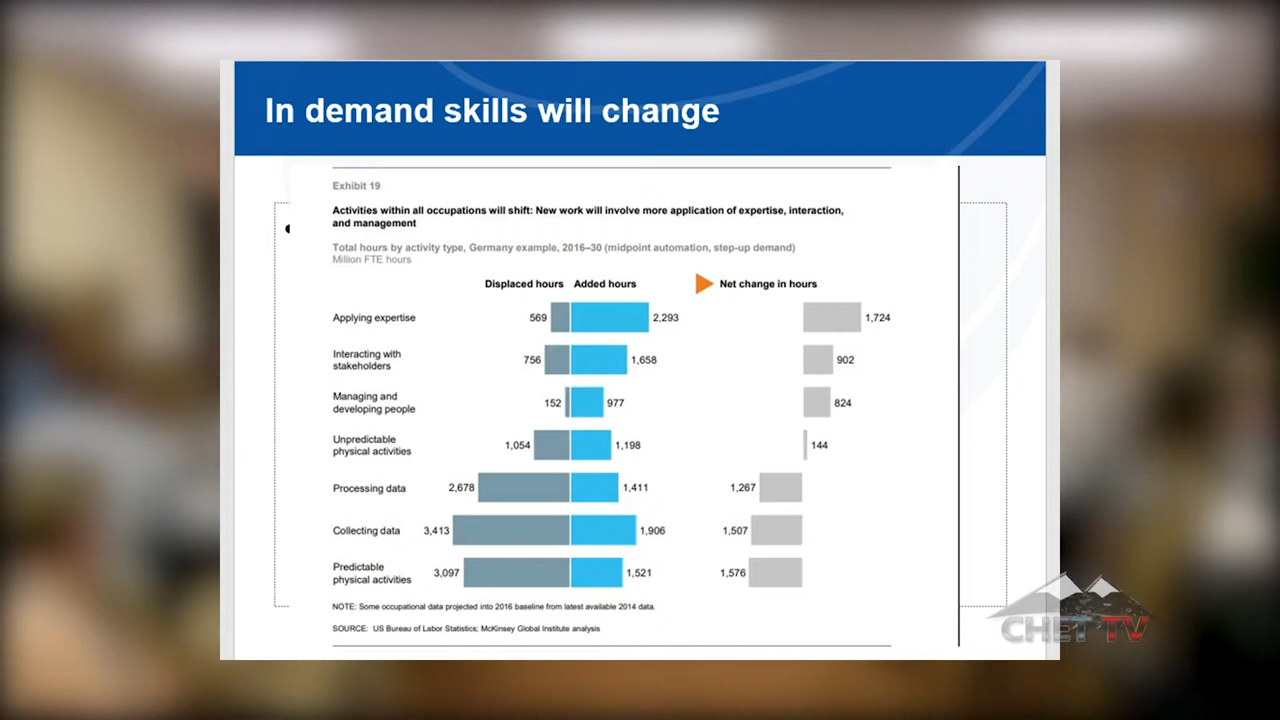 In demand skills will change
Exhibit 19
Activities within all occupations will shift: New work will involve more application of expertise, interaction,
and management
Total hours by activity type, Germany example, 2016–30 (midpoint automation, step-up demand)
Million FTE hours
Displaced hours Added hours Net change in hours
Applying expertise 569 2,293 1,724
Interacting with
stakeholders 756 1,658 902
Managing and
developing people 152 977 824
Unpredictable
physical activities 1,054 1,198 144
Processing data 2,678 1,411 1,267
Collecting data 3,413 1,906 1,507
Predictable
physical activities 3,097 1,521 1,576
NOTE: Some occupational data projected into 2016 baseline from latest available 2014 data.
SOURCE: US Bureau of Labor Statistics; McKinsey Global Institute analysis
CHET TV